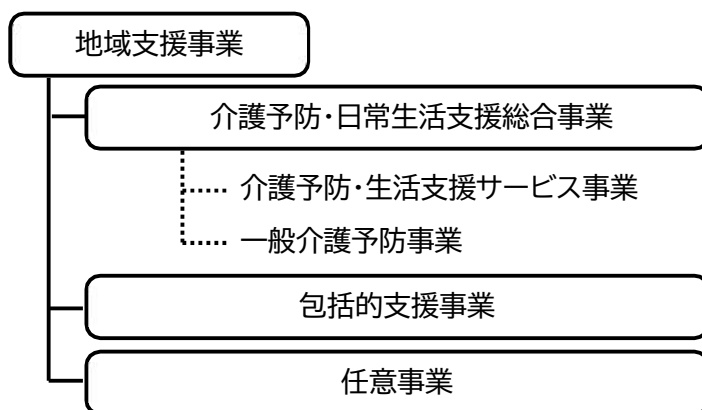 地域支援事業
介護予防・日常生活支援総合事業
介護予防・生活支援サービス事業
一般介護予防事業
包括的支援事業
任意事業